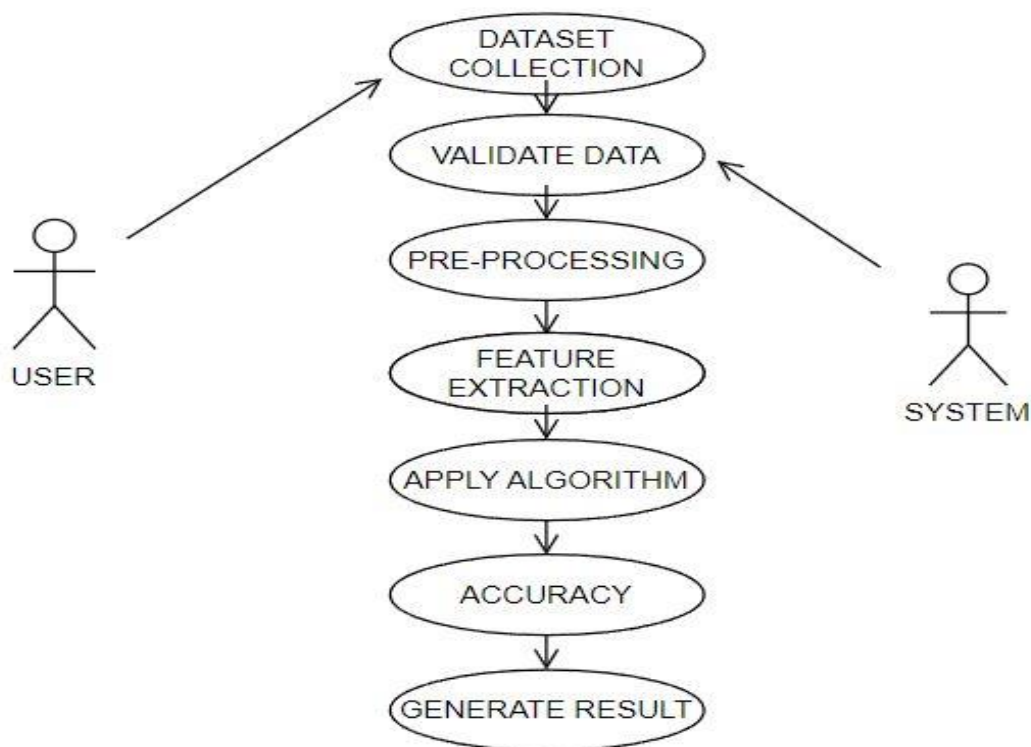 DATASET
COLLECTION
VALIDATE DATA
PRE-PROCESSING
USER
FEATURE
EXTRACTION
SYSTEM
APPLY ALGORITHM
ACCURACY
GENERATE RESULT